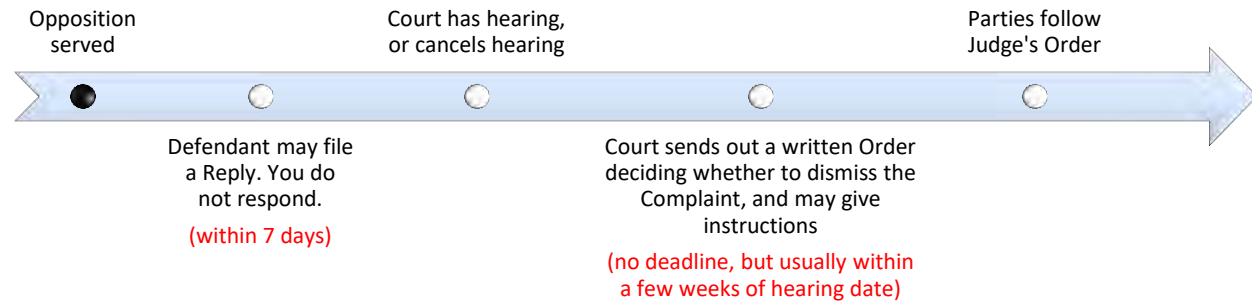 Opposition
served
Defendant may file
a Reply. You do
not respond.
(within 7 days)
Court has hearing,
or cancels hearing
Court sends out a written Order
deciding whether to dismiss the
Complaint, and may give
instructions
(no deadline, but usually within
a few weeks of hearing date)
Parties follow
Judge's Order